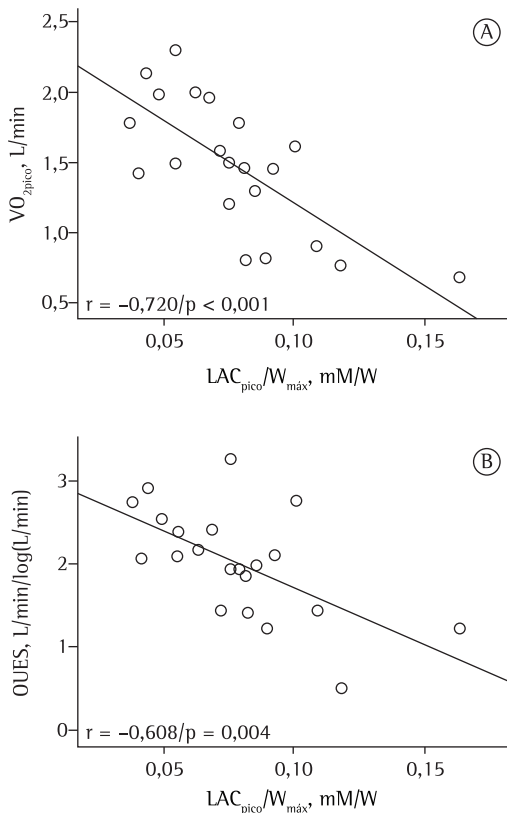 A
2,5
2,0
1,5
1,0
0,5
VO2pico, L/min
r = –0,720/p < 0,001
0,05
0,10
0,15
LACpico/Wmáx, mM/W
B
3
2
1
0
OUES, L/min/log(L/min)
r = –0,608/p = 0,004
0,05
0,10
0,15
LACpico/Wmáx, mM/W